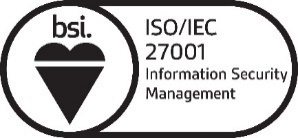 bsi.
ISO/IEC
27001
Information Security
Management